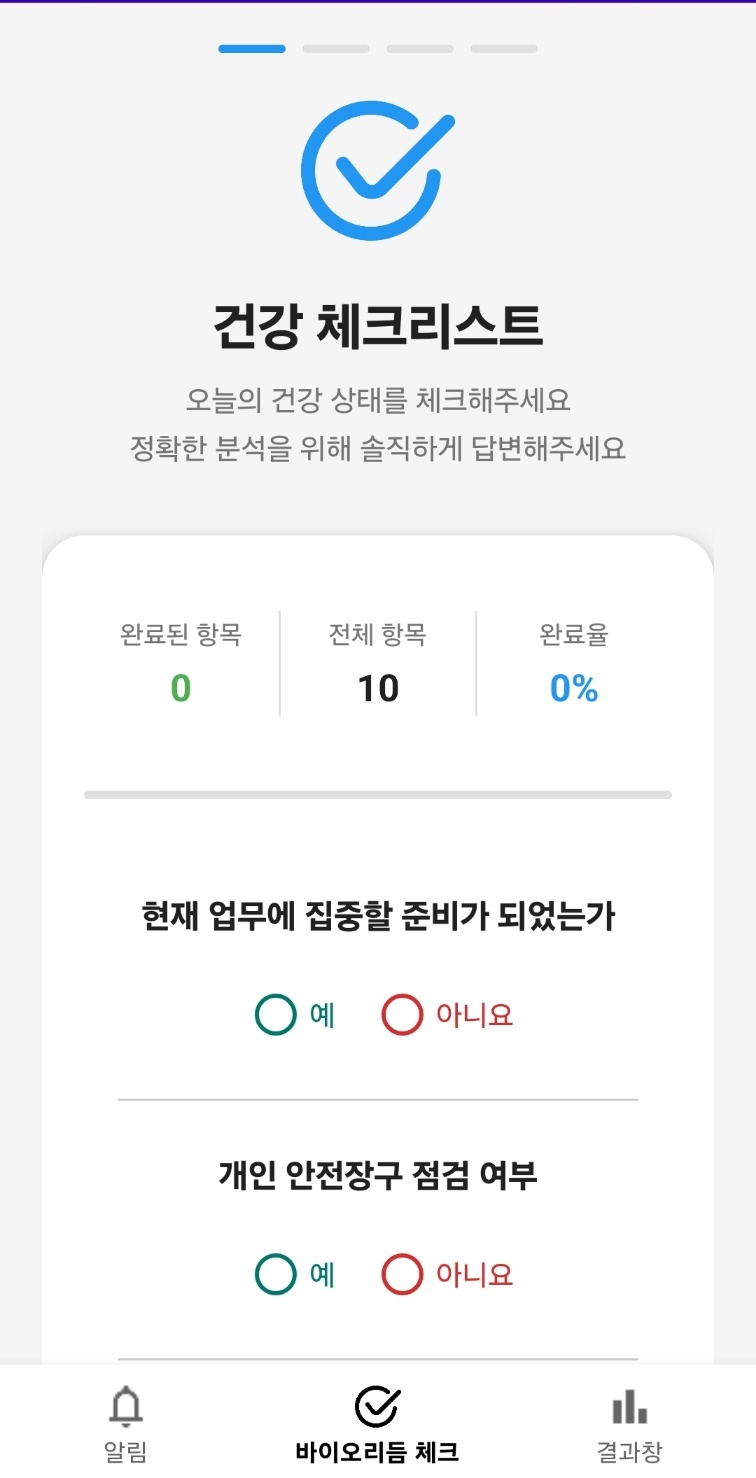 건강 체크리스트
오늘의 건강 상태를 체크해주세요
정확한 분석을 위해 솔직하게 답변해주세요
완료된 항목 전체 항목 완료율
0 10 0%
현재 업무에 집중할 준비가 되었는가
예 아니요
개인 안전장구 점검 여부
예 아니요
알림 바이오리듬 체크 결과창